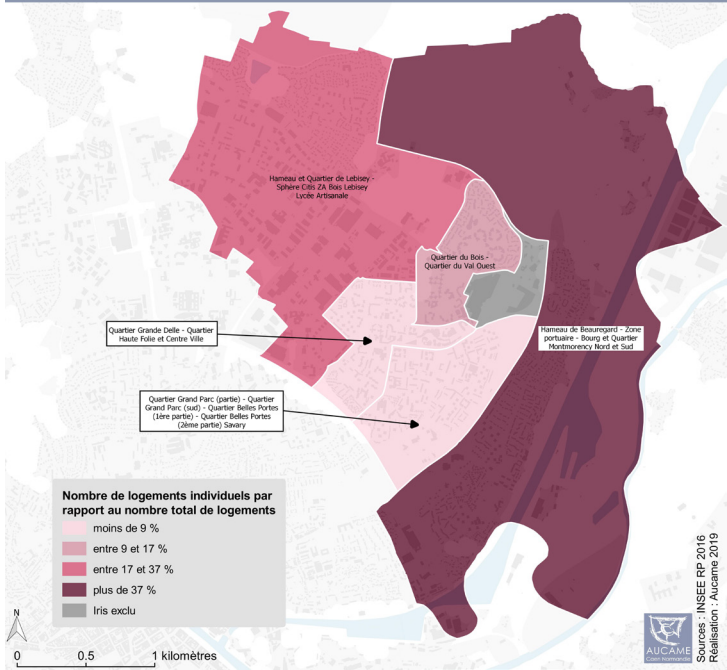 Hameau et Quartier de Lebisey -
Sphère Citis ZA Bois Lebisey
Lycée Artisanale
Quartier du Bois -
Quartier du Val Ouest
Quartier Grande Delle - Quartier
Haute Folie et Centre Ville
Hameau de Beauregard - Zone
portuaire - Bourg et Quartier
Montmorency Nord et Sud
Quartier Grand Parc (partie) - Quartier
Grand Parc (sud) - Quartier Belles Portes
(1ère partie) - Quartier Belles Portes
(2ème partie) Savary
Nombre de logements individuels par
rapport au nombre total de logements
moins de 9 %
entre 9 et 17 %
entre 17 et 37 %
plus de 37 %
Iris exclu
N
0 0.5 1 kilomètres
Sources : INSEE RP 2016
Réalisation : Aucame 2019
AUCAME
Caen Normandie